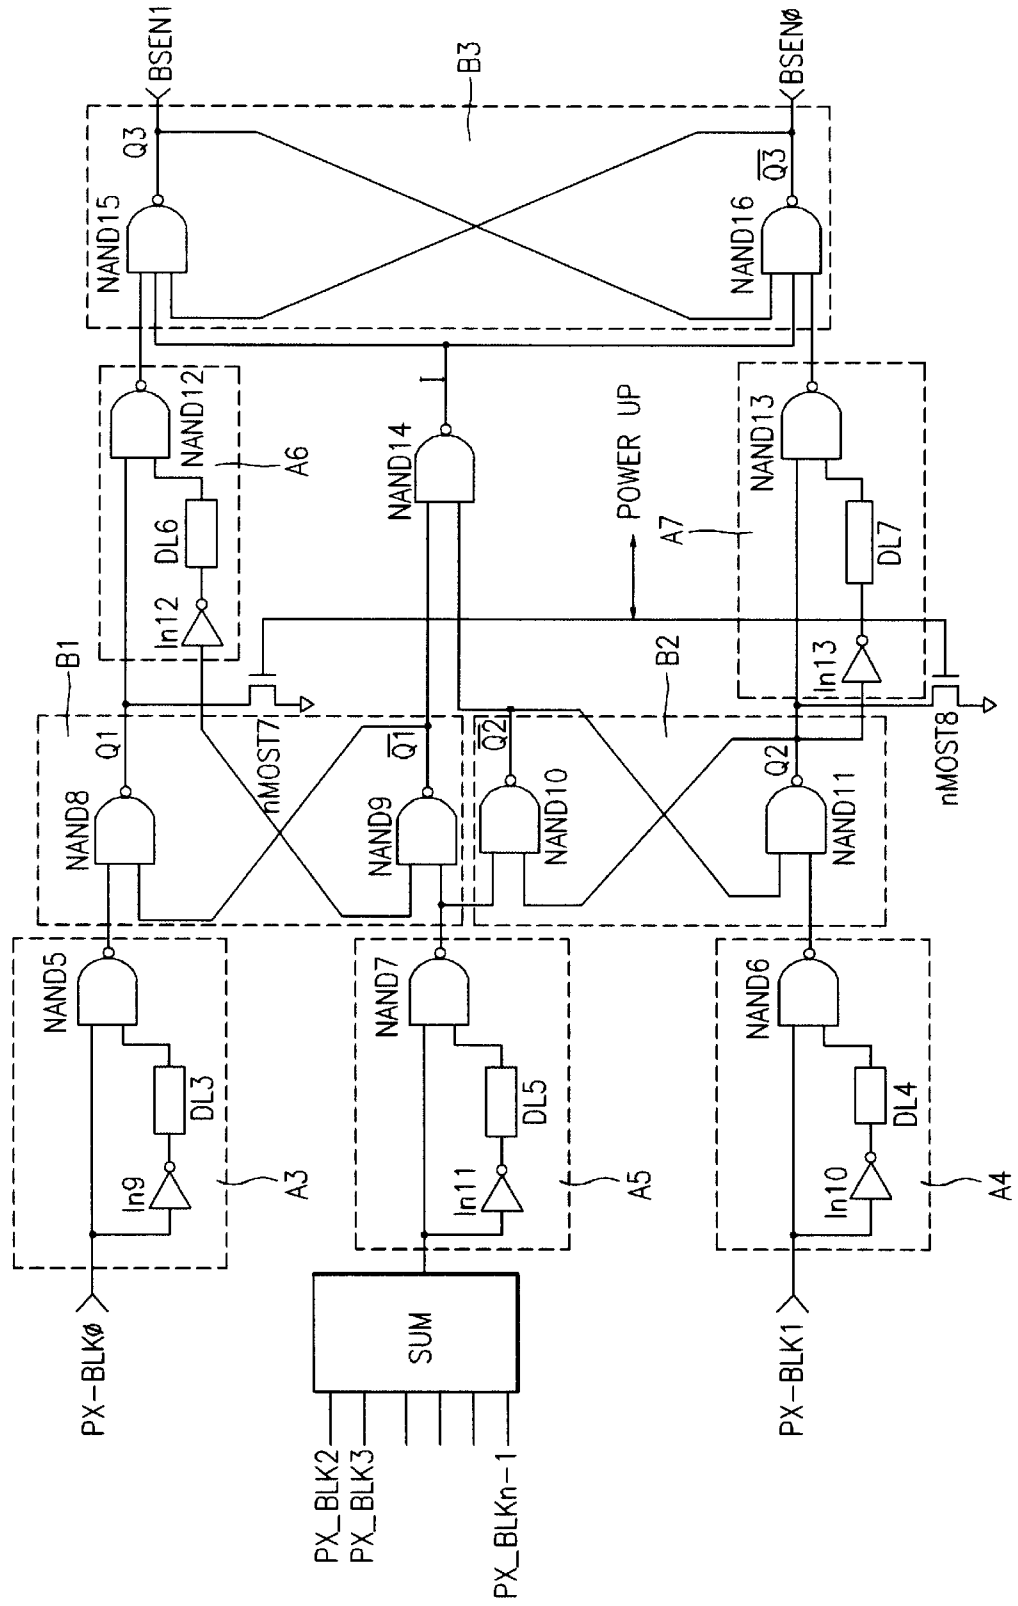 PX-BLKø
In9
DL3
NAND5
A3
B1
NAND8
Q1
nMOST7
In12
DL6
NAND12
A6
NAND15
Q3
BSEN1
PX_BLK2
PX_BLK3
PX_BLKn-1
SUM
In11
DL5
NAND7
A5
NAND9
Q1
NAND10
Q2
B2
NAND14
I
POWER UP
B3
PX-BLK1
In10
DL4
NAND6
A4
NAND11
Q2
nMOST8
In13
DL7
NAND13
A7
NAND16
Q3
BSENø